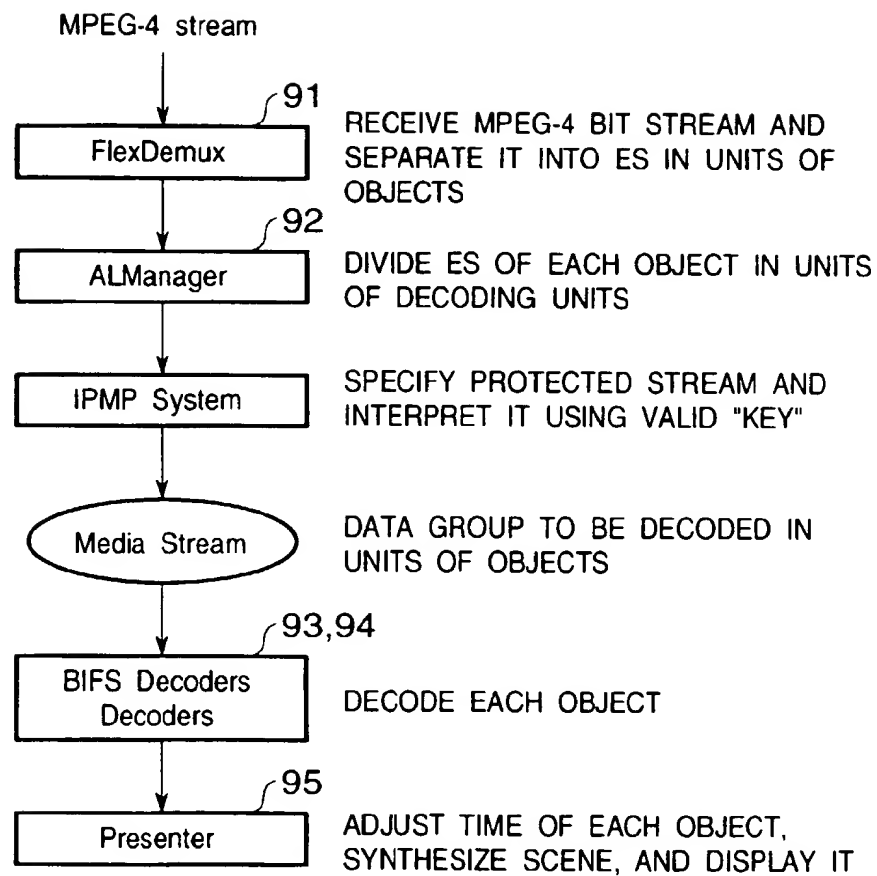 MPEG-4 stream
91
FlexDemux
RECEIVE MPEG-4 BIT STREAM AND
SEPARATE IT INTO ES IN UNITS OF
OBJECTS
92
ALManager
DIVIDE ES OF EACH OBJECT IN UNITS
OF DECODING UNITS
IPMP System
SPECIFY PROTECTED STREAM AND
INTERPRET IT USING VALID "KEY"
Media Stream
DATA GROUP TO BE DECODED IN
UNITS OF OBJECTS
93,94
BIFS Decoders
Decoders
DECODE EACH OBJECT
95
Presenter
ADJUST TIME OF EACH OBJECT,
SYNTHESIZE SCENE, AND DISPLAY IT